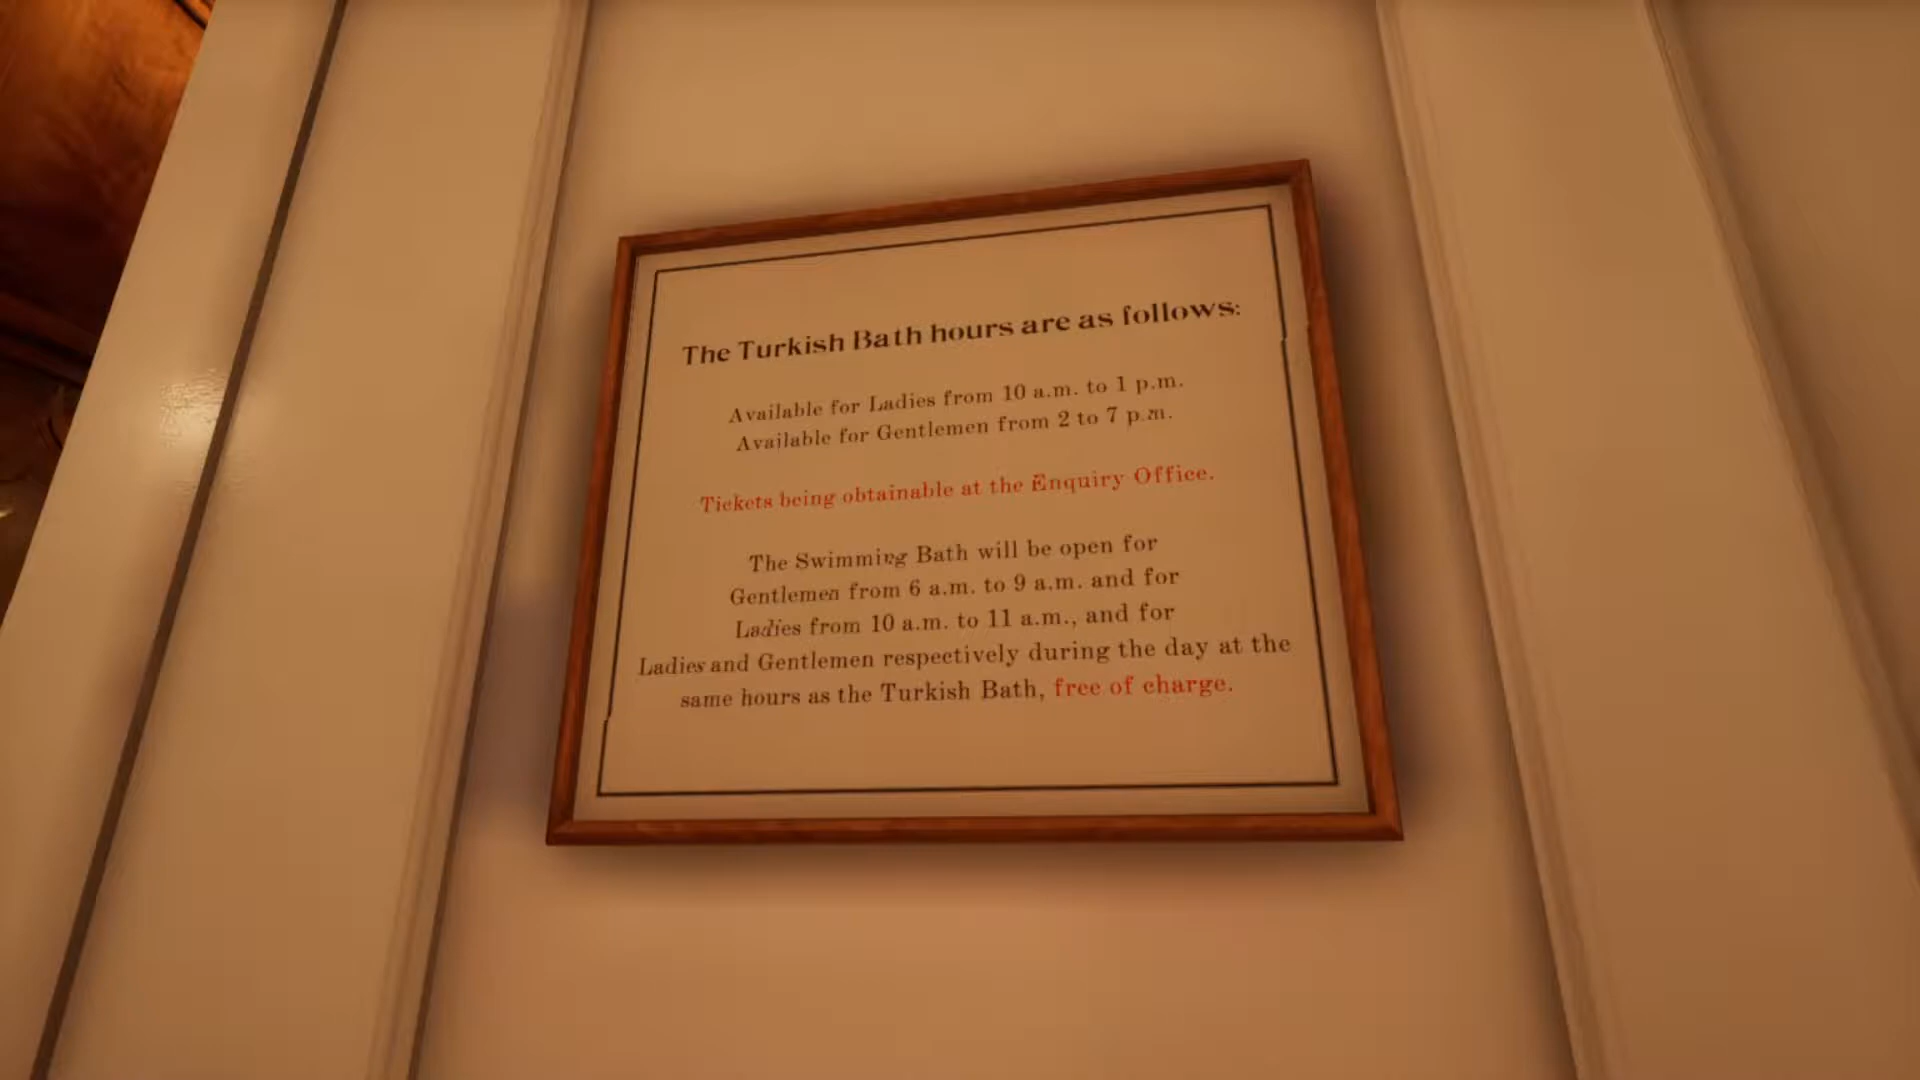 The Turkish Bath hours are as follows:
Available for Ladies from 10 a.m. to 1 p.m.
Available for Gentlemen from 2 to 7 p.m.
Tickets being obtainable at the Enquiry Office.
The Swimming Bath will be open for
Gentlemen from 6 a.m. to 9 a.m. and for
Ladies from 10 a.m. to 11 a.m., and for
Ladies and Gentlemen respectively during the day at the
same hours as the Turkish Bath, free of charge.